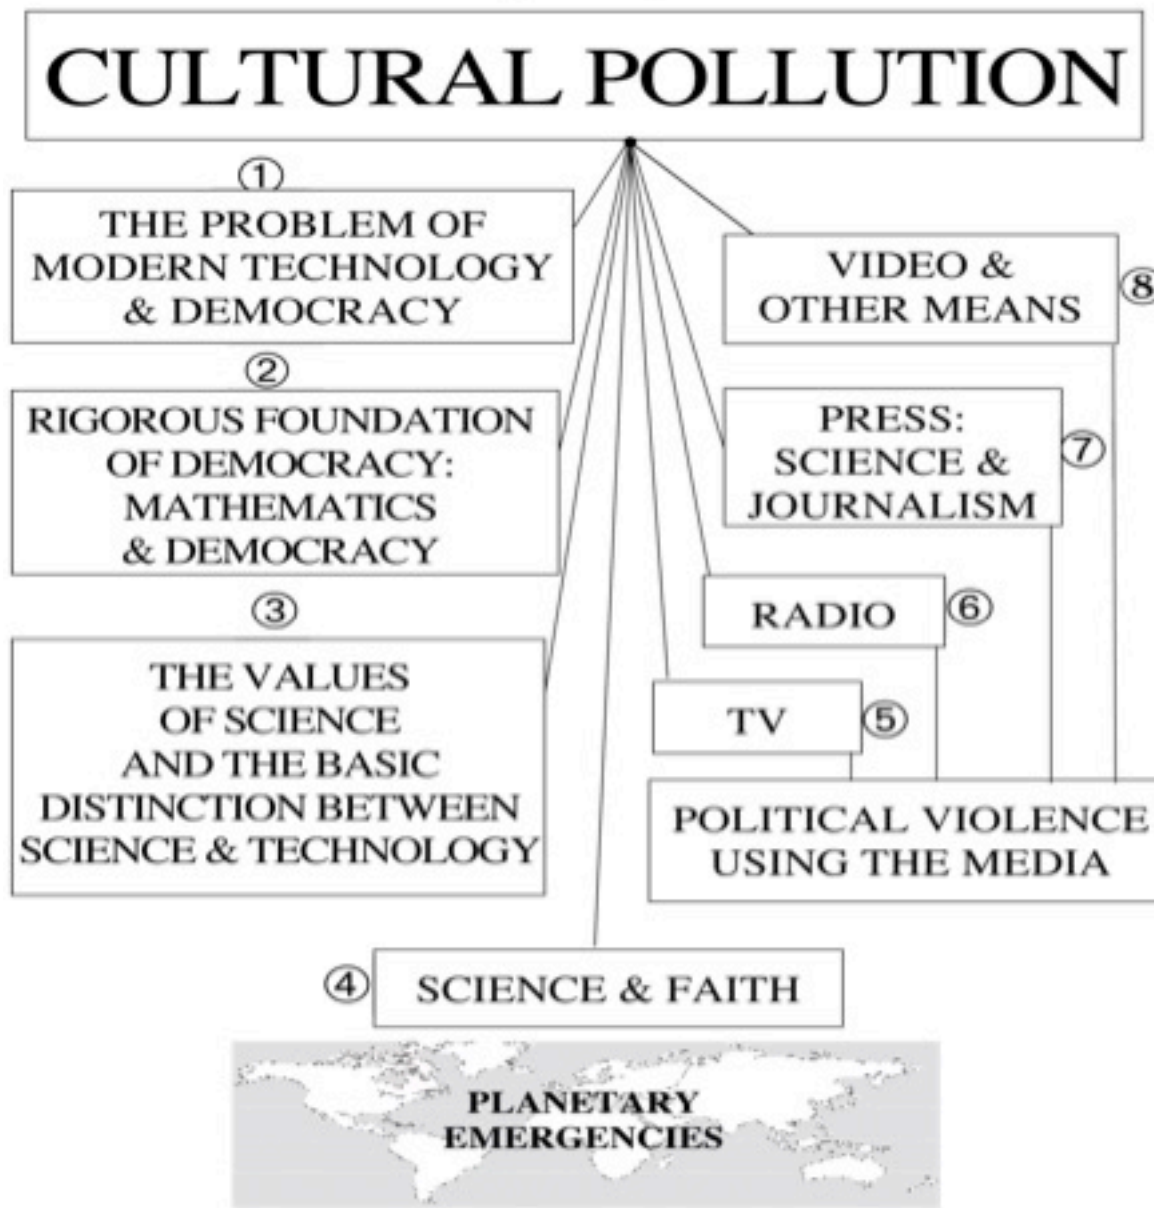 CULTURAL POLLUTION
①
THE PROBLEM OF
MODERN TECHNOLOGY
& DEMOCRACY
②
RIGOROUS FOUNDATION
OF DEMOCRACY:
MATHEMATICS
& DEMOCRACY
③
THE VALUES
OF SCIENCE
AND THE BASIC
DISTINCTION BETWEEN
SCIENCE & TECHNOLOGY
④
SCIENCE & FAITH
TV
⑤
RADIO
⑥
PRESS:
SCIENCE &
JOURNALISM
⑦
VIDEO &
OTHER MEANS
⑧
POLITICAL VIOLENCE
USING THE MEDIA
PLANETARY
EMERGENCIES